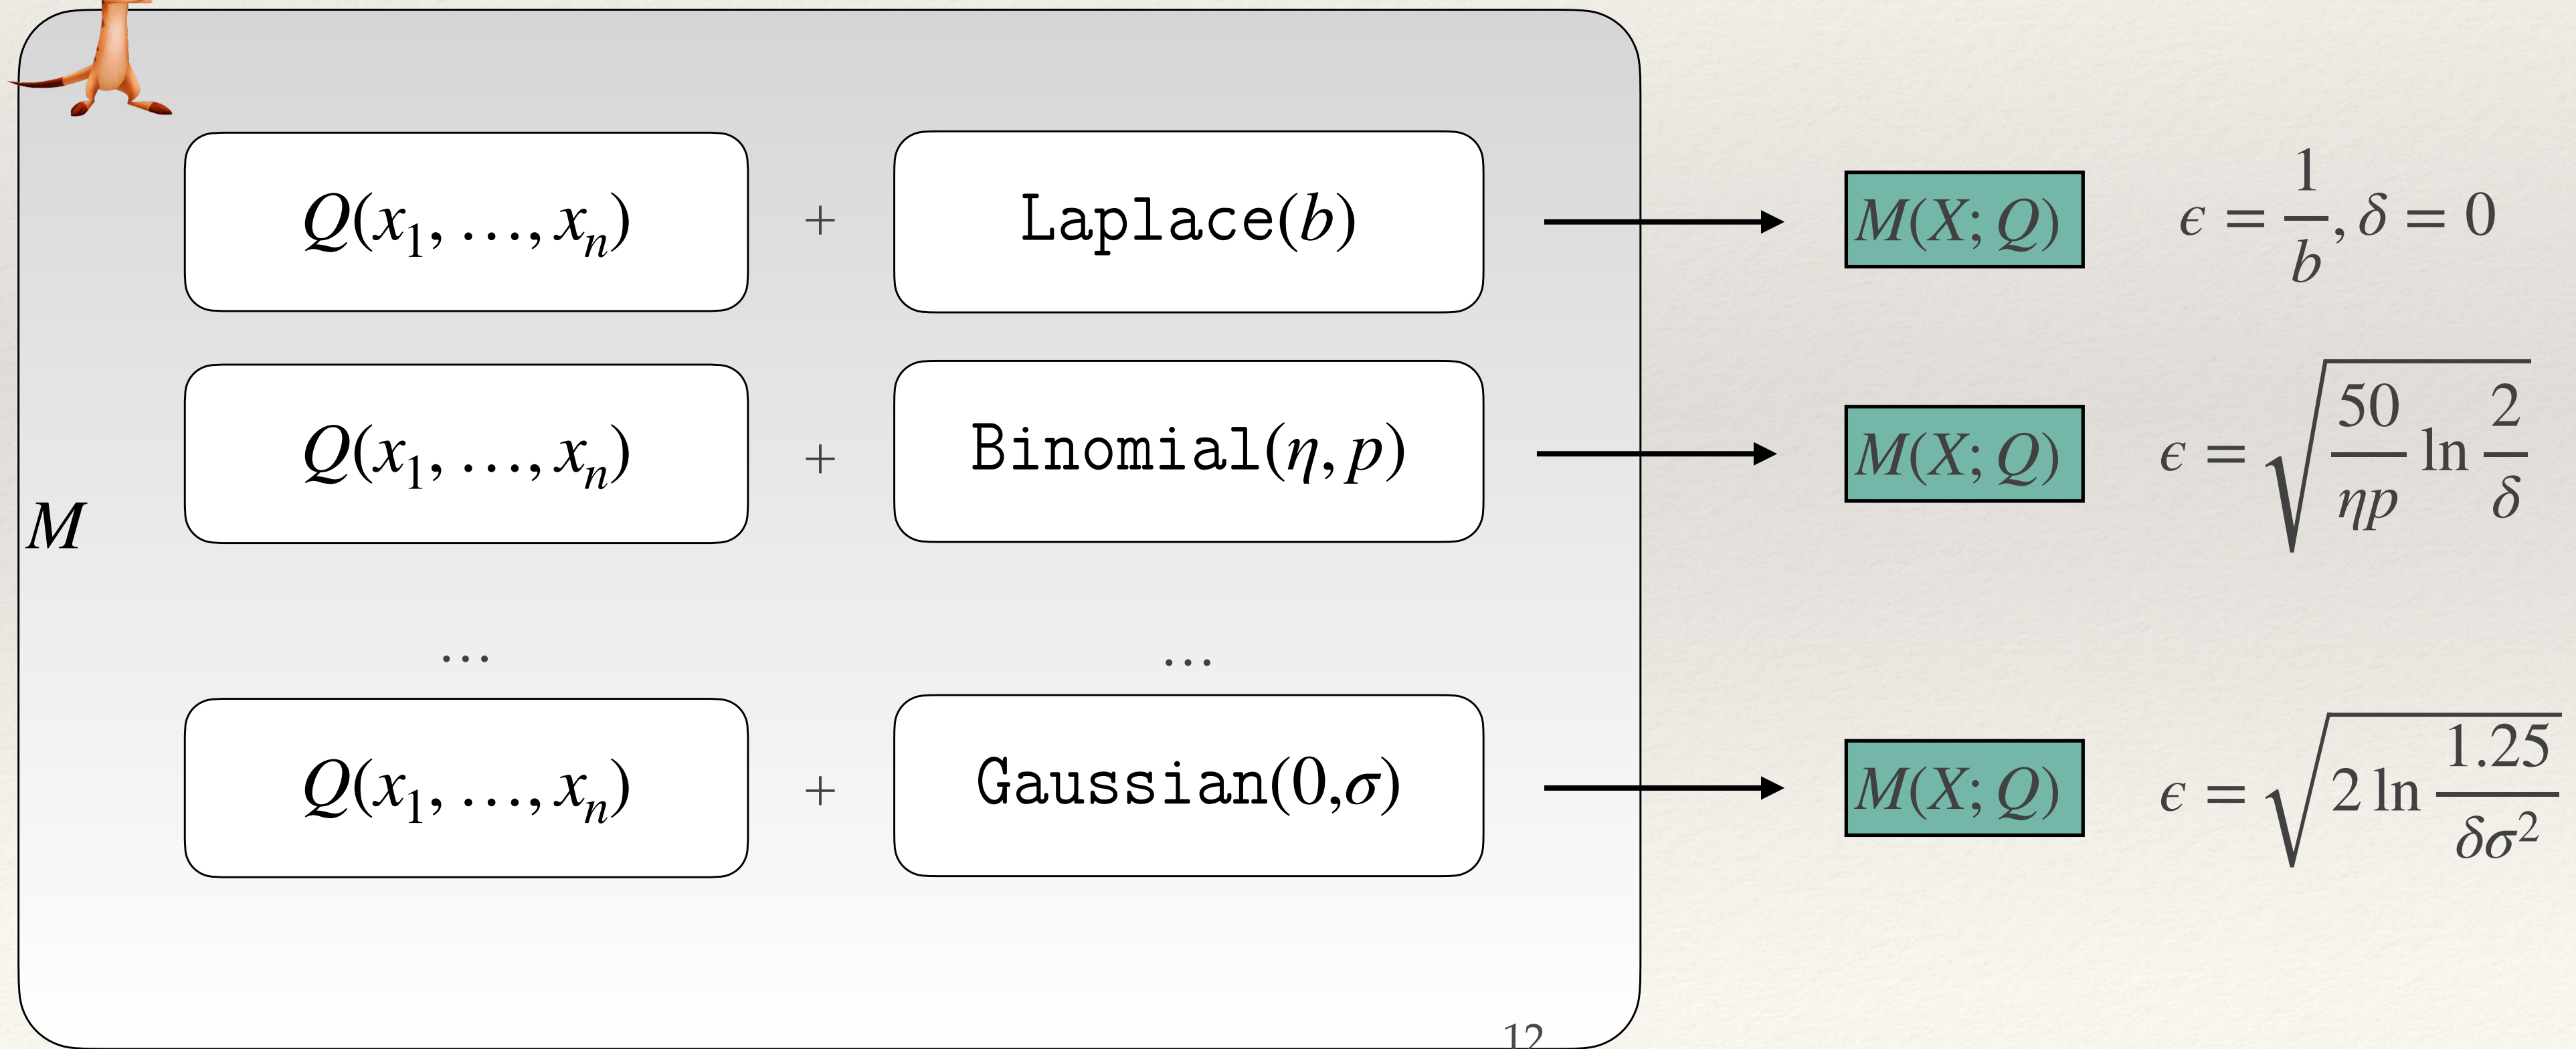 Q(x₁, …, xₙ) + Laplace(b) M(X; Q) ϵ = 1/b, δ = 0
Q(x₁, …, xₙ) + Binomial(η, p) M(X; Q) ϵ = √(50/(ηp) ln 2/δ)
M
… …
Q(x₁, …, xₙ) + Gaussian(0,σ) M(X; Q) ϵ = √(2 ln 1.25/(δσ²))
12